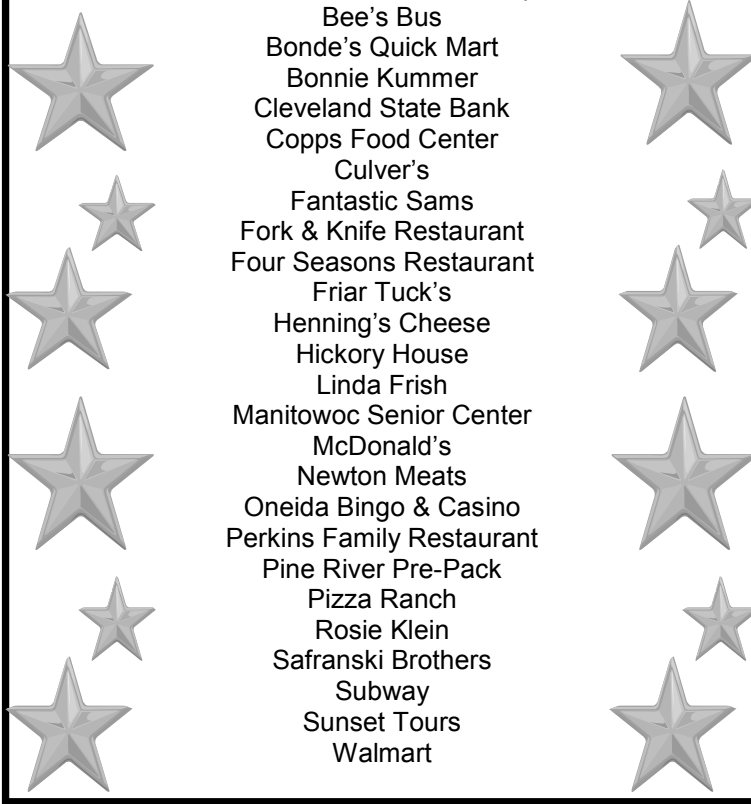 Bee’s Bus
Bonde’s Quick Mart
Bonnie Kummer
Cleveland State Bank
Copps Food Center
Culver’s
Fantastic Sams
Fork & Knife Restaurant
Four Seasons Restaurant
Friar Tuck’s
Henning’s Cheese
Hickory House
Linda Frish
Manitowoc Senior Center
McDonald’s
Newton Meats
Oneida Bingo & Casino
Perkins Family Restaurant
Pine River Pre-Pack
Pizza Ranch
Rosie Klein
Safranski Brothers
Subway
Sunset Tours
Walmart